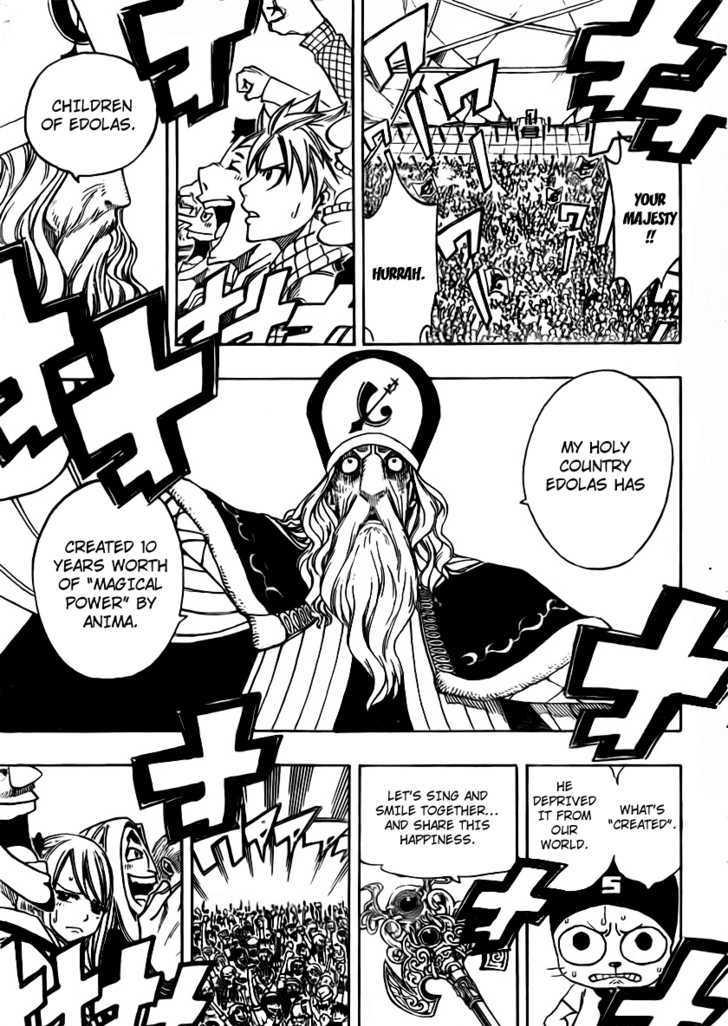 YOUR
MAJESTY
!!
HURRAH.
CHILDREN
OF EDOLAS.
MY HOLY
COUNTRY
EDOLAS HAS
CREATED 10
YEARS WORTH
OF "MAGICAL
POWER" BY
ANIMA.
WHAT'S
"CREATED".
HE
DEPRIVED
IT FROM
OUR
WORLD.
S
LET'S SING AND
SMILE TOGETHER...
AND SHARE THIS
HAPPINESS.